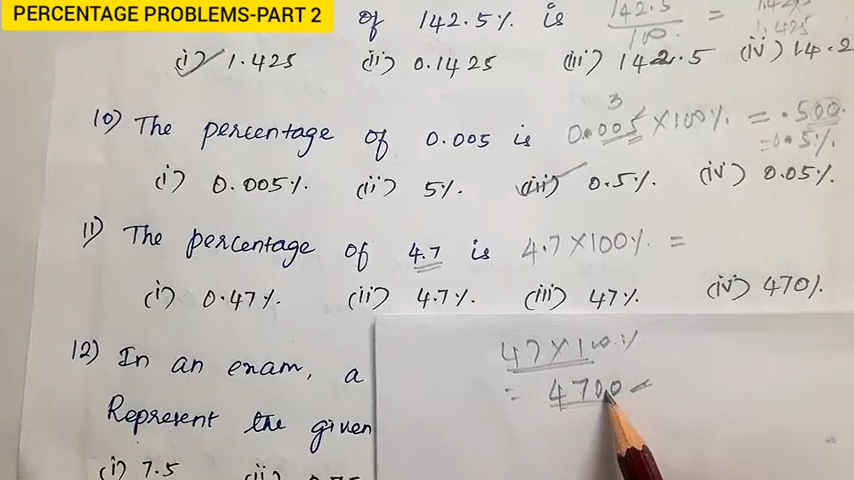 PERCENTAGE PROBLEMS-PART 2
of 142.5% is 142.5/100 =
1.425
(i) 1.425 (ii) 0.1425 (iii) 142.5 (iv) 14.2
10) The percentage of 0.005 is 0.005 × 100% = .500.
3
=0.5%
(i) 0.005% (ii) 5% (iii) 0.5% (iv) 0.05%
11) The percentage of 4.7 is 4.7×100% =
(i) 0.47% (ii) 4.7% (iii) 47% (iv) 470%
47×100%
= 4700
12) In an exam, a
Represent the given
(i) 7.5 (ii)